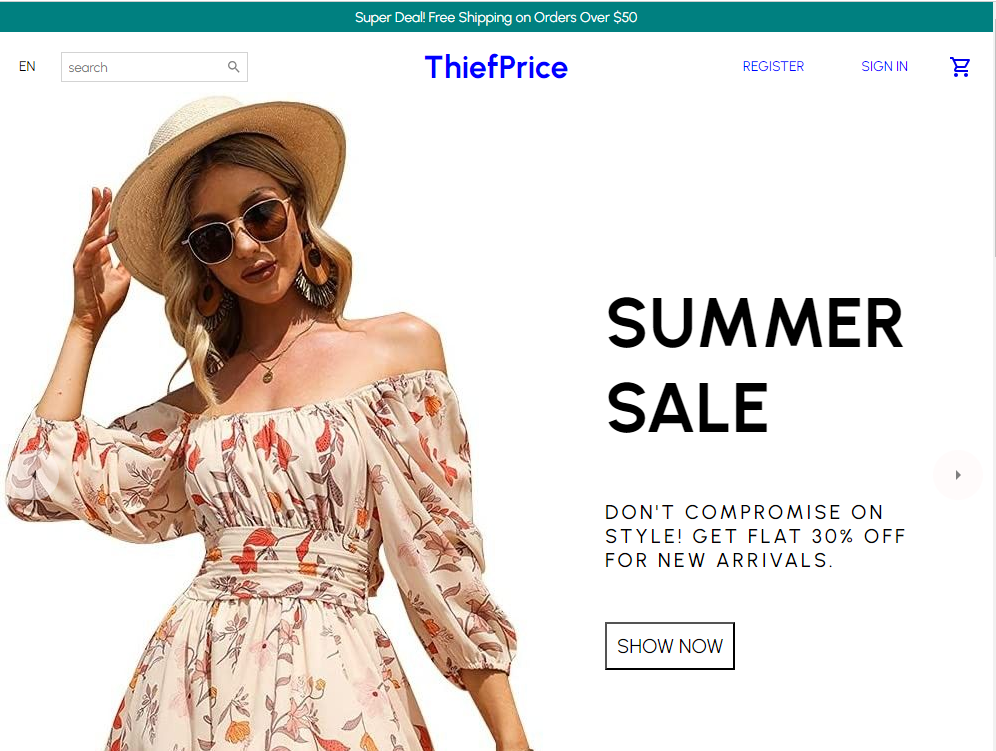 Super Deal! Free Shipping on Orders Over $50
EN
search
ThiefPrice
REGISTER
SIGN IN
SUMMER
SALE
DON'T COMPROMISE ON
STYLE! GET FLAT 30% OFF
FOR NEW ARRIVALS.
SHOW NOW